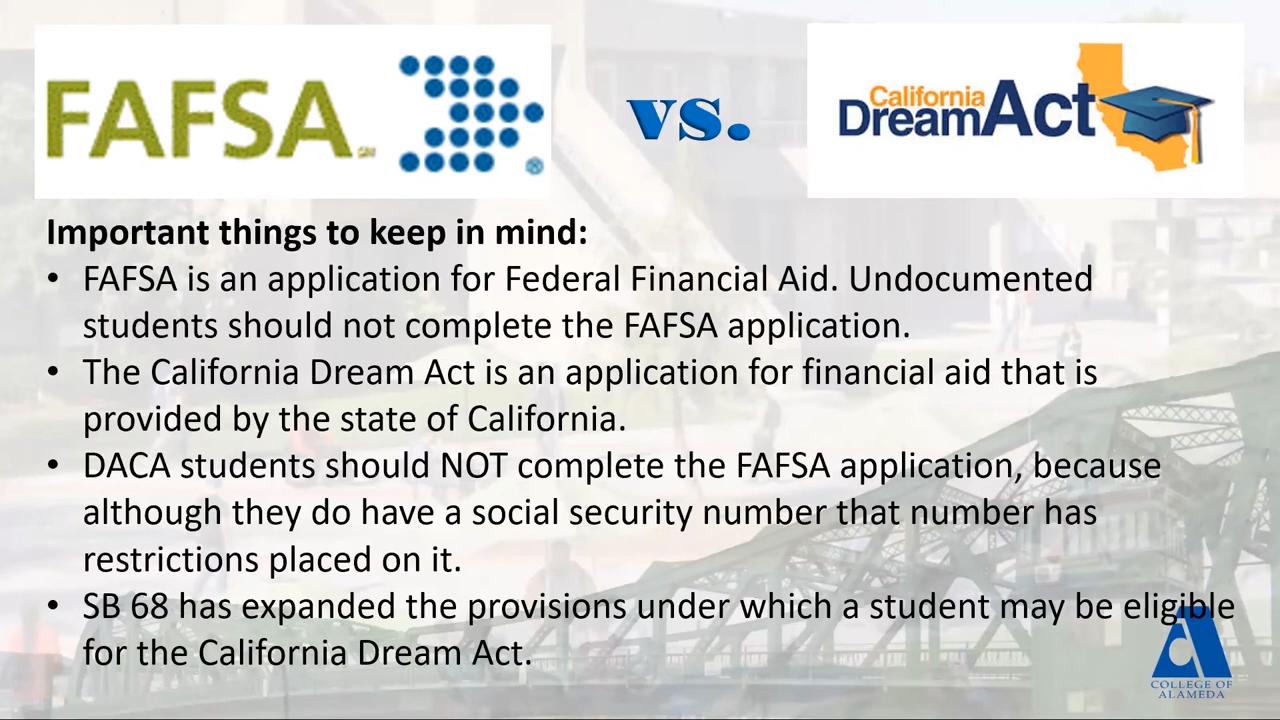 FAFSA
vs.
California
DreamAct
Important things to keep in mind:
• FAFSA is an application for Federal Financial Aid. Undocumented
students should not complete the FAFSA application.
• The California Dream Act is an application for financial aid that is
provided by the state of California.
• DACA students should NOT complete the FAFSA application, because
although they do have a social security number that number has
restrictions placed on it.
• SB 68 has expanded the provisions under which a student may be eligible
for the California Dream Act.
COLLEGE OF
ALAMEDA